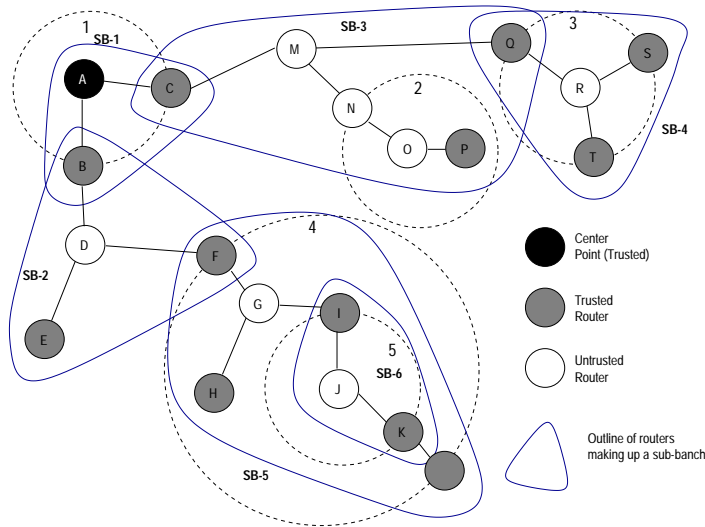 1
SB-1
SB-3
3
M
Q
S
A
C
R
2
SB-4
N
O
P
T
B
D
4
Center
Point (Trusted)
F
SB-2
G
I
Trusted
Router
E
5
SB-6
Untrusted
Router
H
J
K
Outline of routers
making up a sub-banch
SB-5